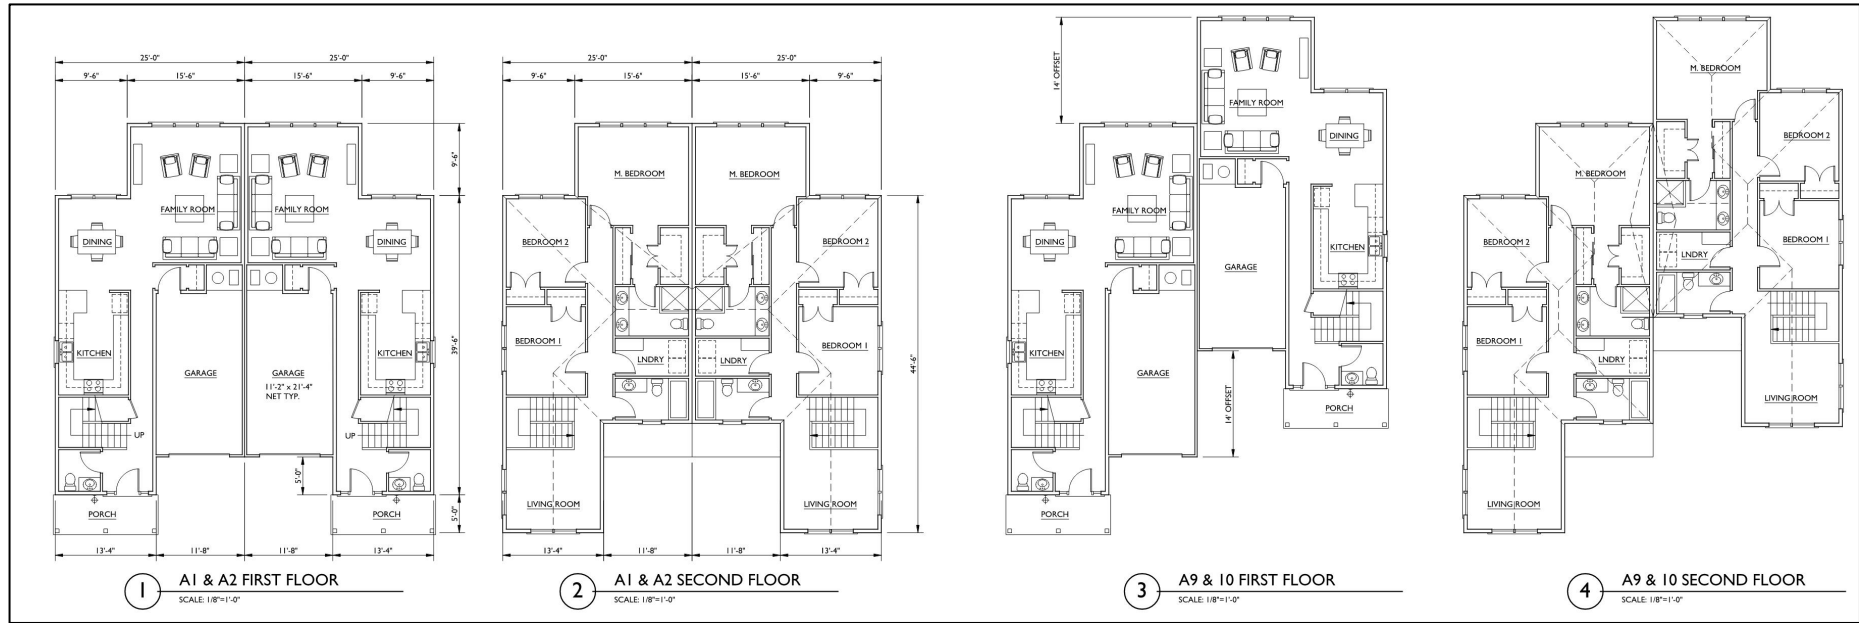 25'-0" 25'-0"
9'-6" 15'-6" 15'-6" 9'-6"
9'-6"
FAMILY ROOM FAMILY ROOM
DINING DINING
39'-6"
KITCHEN KITCHEN
GARAGE GARAGE
11'-2" x 21'-4"
NET TYP.
UP UP
5'-0"
PORCH PORCH
5'-0"
13'-4" 11'-8" 11'-8" 13'-4"
1 A1 & A2 FIRST FLOOR
SCALE: 1/8"=1'-0"
25'-0" 25'-0"
9'-6" 15'-6" 15'-6" 9'-6"
M. BEDROOM M. BEDROOM
BEDROOM 2 BEDROOM 2
BEDROOM 1 BEDROOM 1
LNDRY LNDRY
44'-6"
LIVING ROOM LIVING ROOM
13'-4" 11'-8" 11'-8" 13'-4"
2 A1 & A2 SECOND FLOOR
SCALE: 1/8"=1'-0"
14' OFFSET
FAMILY ROOM
DINING
FAMILY ROOM
DINING
KITCHEN
GARAGE
KITCHEN
GARAGE
14' OFFSET
PORCH
PORCH
3 A9 & 10 FIRST FLOOR
SCALE: 1/8"=1'-0"
M. BEDROOM
BEDROOM 2
M. BEDROOM
BEDROOM 2
BEDROOM 1
LNDRY
BEDROOM 1
LNDRY
LIVING ROOM
LIVING ROOM
4 A9 & 10 SECOND FLOOR
SCALE: 1/8"=1'-0"